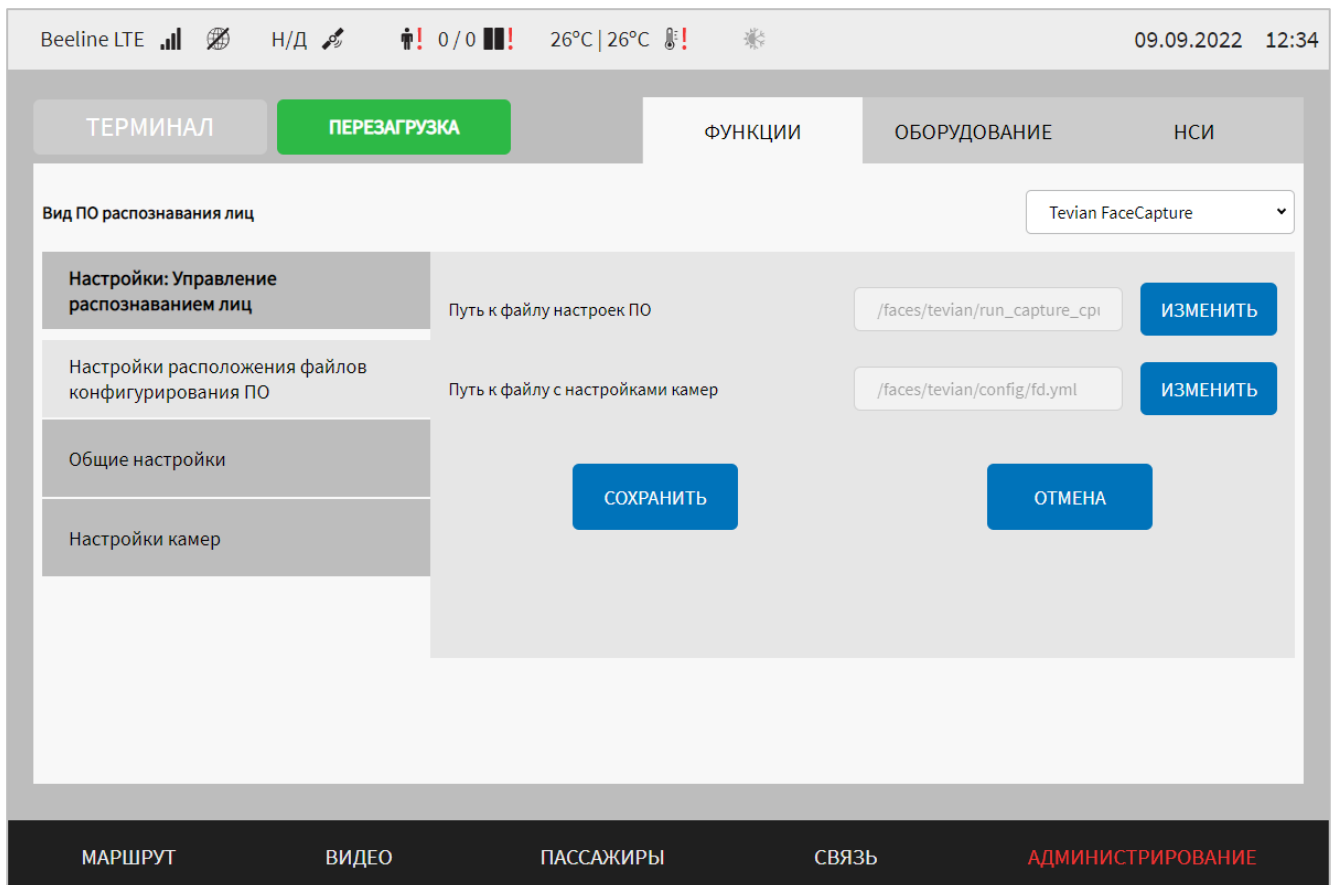 Beeline LTE Н/Д ! 0 / 0 ! 26°C | 26°C ! 09.09.2022 12:34
ТЕРМИНАЛ ПЕРЕЗАГРУЗКА ФУНКЦИИ ОБОРУДОВАНИЕ НСИ
Вид ПО распознавания лиц Tevian FaceCapture
Настройки: Управление
распознаванием лиц
Путь к файлу настроек ПО /faces/tevian/run_capture_cpu ИЗМЕНИТЬ
Настройки расположения файлов
конфигурирования ПО
Путь к файлу с настройками камер /faces/tevian/config/fd.yml ИЗМЕНИТЬ
Общие настройки
СОХРАНИТЬ ОТМЕНА
Настройки камер
МАРШРУТ ВИДЕО ПАССАЖИРЫ СВЯЗЬ АДМИНИСТРИРОВАНИЕ